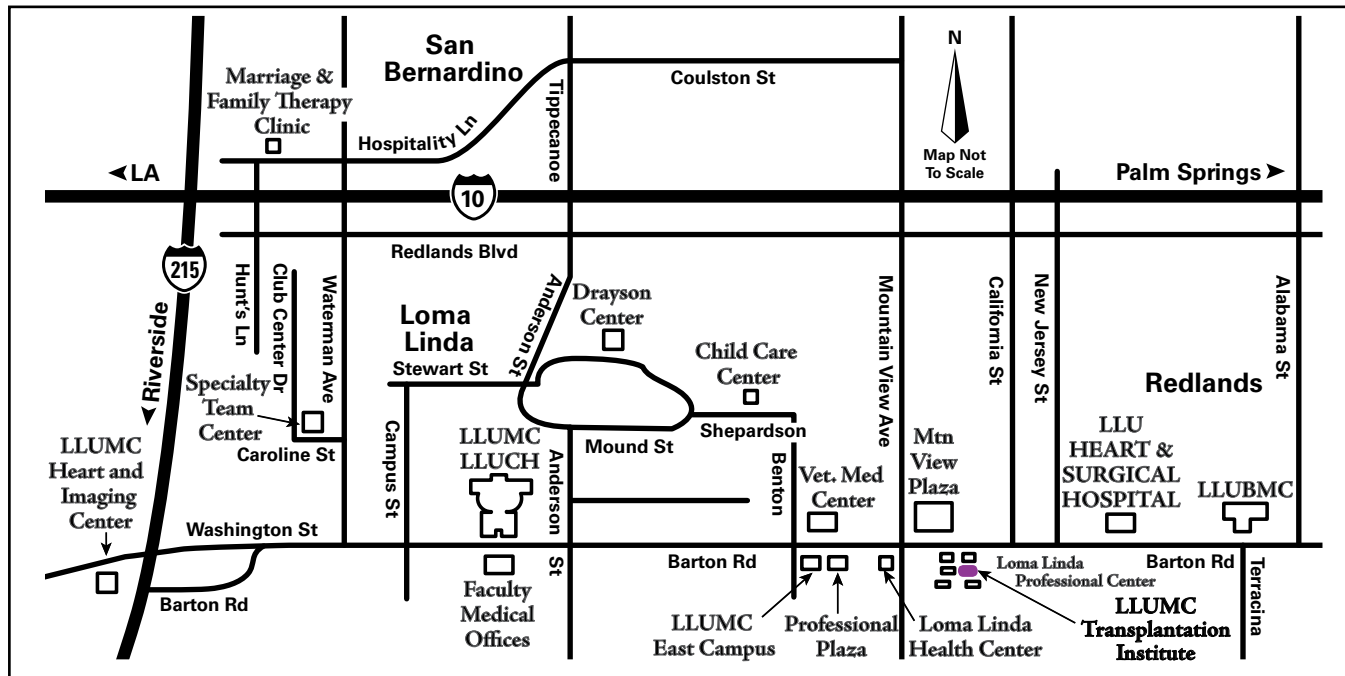 San
Bernardino
Marriage &
Family Therapy
Clinic
Hospitality Ln
Tippecanoe
Coulston St
N
Map Not
To Scale
LA
10
Palm Springs
Redlands Blvd
215
Riverside
Hunt's Ln
Club Center Dr
Waterman Ave
Anderson St
Loma
Linda
Stewart St
Drayson
Center
Child Care
Center
Mountain View Ave
California St
New Jersey St
Alabama St
Redlands
Specialty
Team
Center
Caroline St
Campus St
LLUMC
LLUCH
Anderson
St
Mound St
Shepardson
Benton
Vet. Med
Center
Mtn
View
Plaza
LLU
HEART &
SURGICAL
HOSPITAL
LLUBMC
LLUMC
Heart and
Imaging
Center
Washington St
Barton Rd
Barton Rd
Barton Rd
Faculty
Medical
Offices
LLUMC
East Campus
Professional
Plaza
Loma Linda
Health Center
Loma Linda
Professional Center
LLUMC
Transplantation
Institute
Terracina